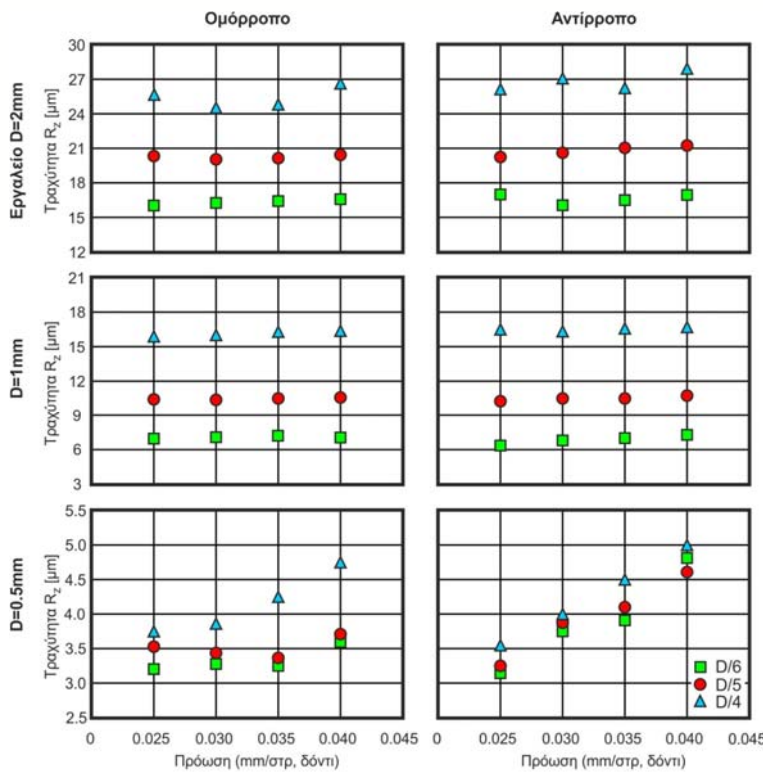 Ομόρροπο
Αντίρροπο
Εργαλείο D=2mm
Τραχύτητα Rz [μm]
30
27
24
21
18
15
12
D=1mm
Τραχύτητα Rz [μm]
21
18
15
12
9
6
3
D=0.5mm
Τραχύτητα Rz [μm]
5.5
5.0
4.5
4.0
3.5
3.0
2.5
D/6
D/5
D/4
0 0.025 0.030 0.035 0.040 0.045
0 0.025 0.030 0.035 0.040 0.045
Πρόωση (mm/στρ, δόντι)
Πρόωση (mm/στρ, δόντι)